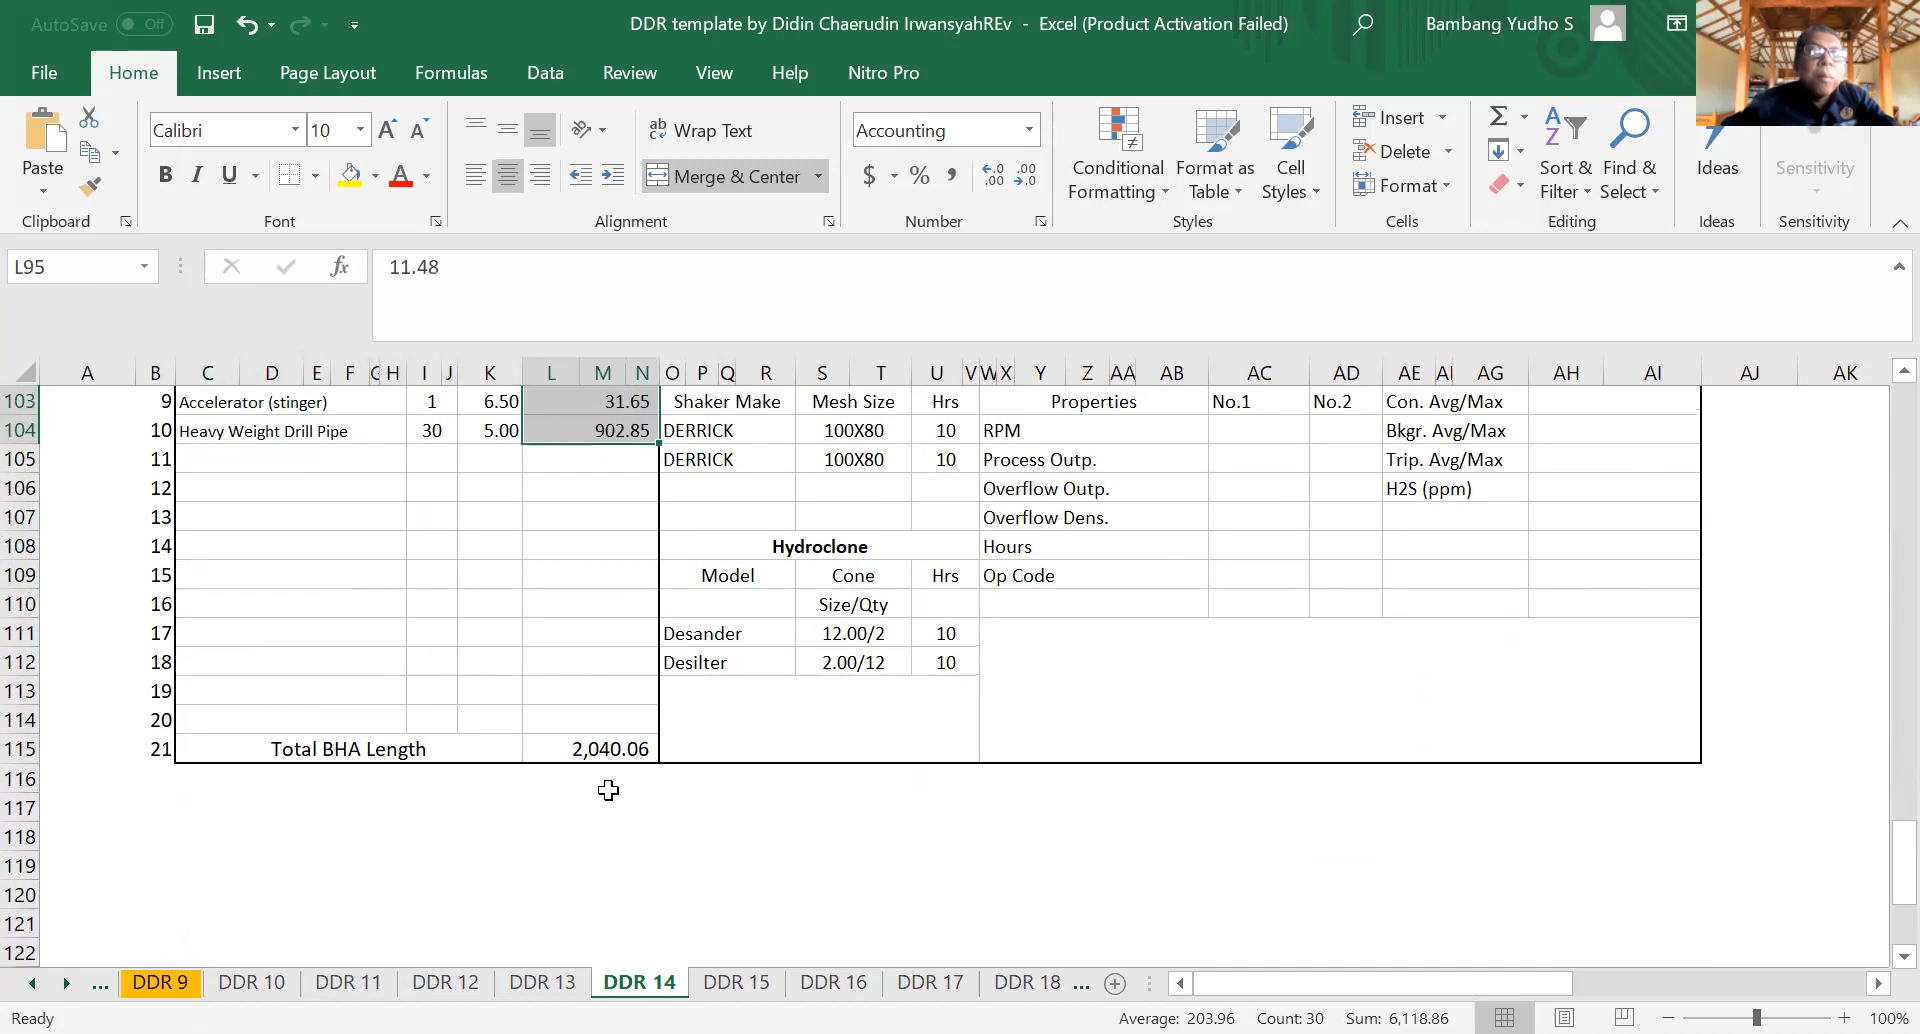 AutoSave Off DDR template by Didin Chaerudin IrwansyahREv - Excel (Product Activation Failed) Bambang Yudho S
File Home Insert Page Layout Formulas Data Review View Help Nitro Pro
Calibri 10 Wrap Text Accounting Insert
Paste Merge & Center Conditional Formatting Format as Table Cell Styles Delete Format Sort & Filter Find & Select Ideas Sensitivity
Clipboard Font Alignment Number Styles Cells Editing Ideas Sensitivity
L95 fx 11.48
A B C D E F G H I J K L M N O P Q R S T U V W X Y Z AA AB AC AD AE AG AH AI AJ AK
103 9 Accelerator (stinger) 1 6.50 31.65 Shaker Make Mesh Size Hrs Properties No.1 No.2 Con. Avg/Max
104 10 Heavy Weight Drill Pipe 30 5.00 902.85 DERRICK 100X80 10 RPM Bkgr. Avg/Max
105 11 DERRICK 100X80 10 Process Outp. Trip. Avg/Max
106 12 Overflow Outp. H2S (ppm)
107 13 Overflow Dens.
108 14 Hydroclone Hours
109 15 Model Cone Hrs Op Code
110 16 Size/Qty
111 17 Desander 12.00/2 10
112 18 Desilter 2.00/12 10
113 19
114 20
115 21 Total BHA Length 2,040.06
116
117
118
119
120
121
122
... DDR 9 DDR 10 DDR 11 DDR 12 DDR 13 DDR 14 DDR 15 DDR 16 DDR 17 DDR 18 ...
Ready Average: 203.96 Count: 30 Sum: 6,118.86 100%